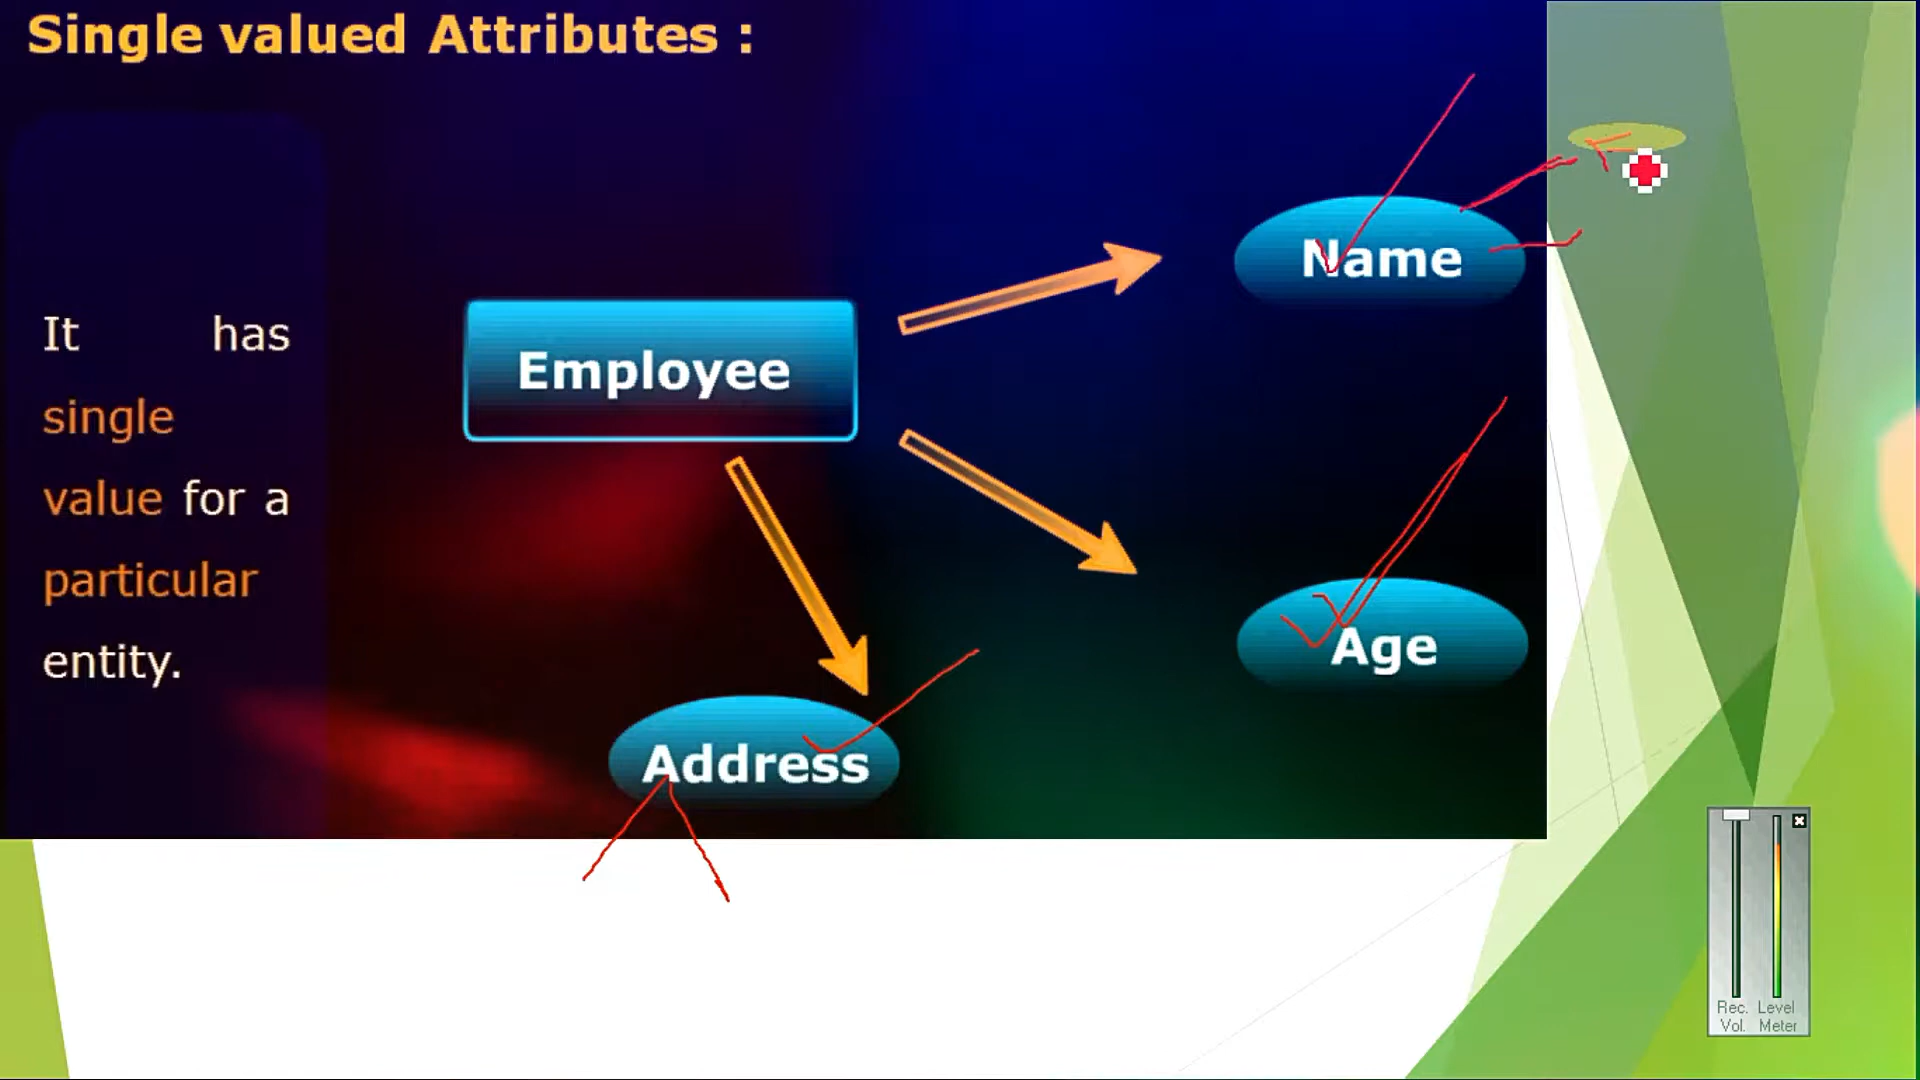 Single valued Attributes :
It has
single
value for a
particular
entity.
Employee
Name
Age
Address
Rec. Level
Vol. Meter